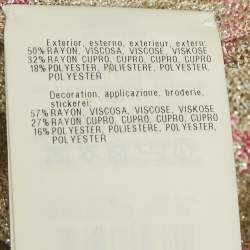 Exterior, esterno, exterieur, extern:
50% RAYON, VISCOSA, VISCOSE, VISKOSE
32% RAYON CUPRO, CUPRO, CUPRO, CUPRO
18% POLYESTER, POLIESTERE, POLYESTER,
POLYESTER
Decoration, applicazione, broderie,
stickerei:
57% RAYON, VISCOSA, VISCOSE, VISKOSE
27% RAYON CUPRO, CUPRO, CUPRO, CUPRO
16% POLYESTER, POLIESTERE, POLYESTER,
POLYESTER